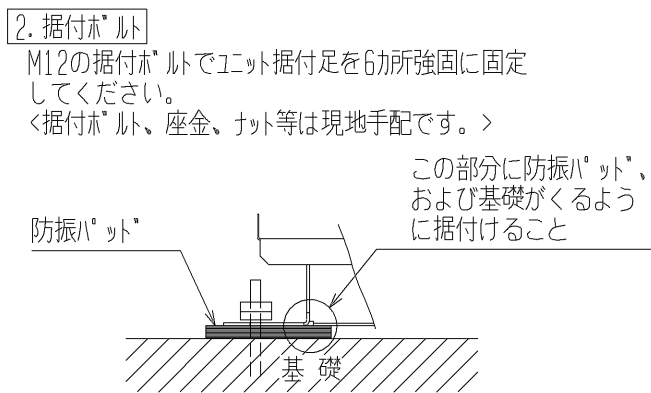 2. 据付ﾎﾞﾙﾄ
M12の据付ﾎﾞﾙﾄでﾕﾆｯﾄ据付足を6ｶ所強固に固定
してください。
<据付ﾎﾞﾙﾄ、座金、ﾅｯﾄ等は現地手配です。>
この部分に防振ﾊﾟｯﾄﾞ、
および基礎がくるよう
に据付けること
防振ﾊﾟｯﾄﾞ
基礎